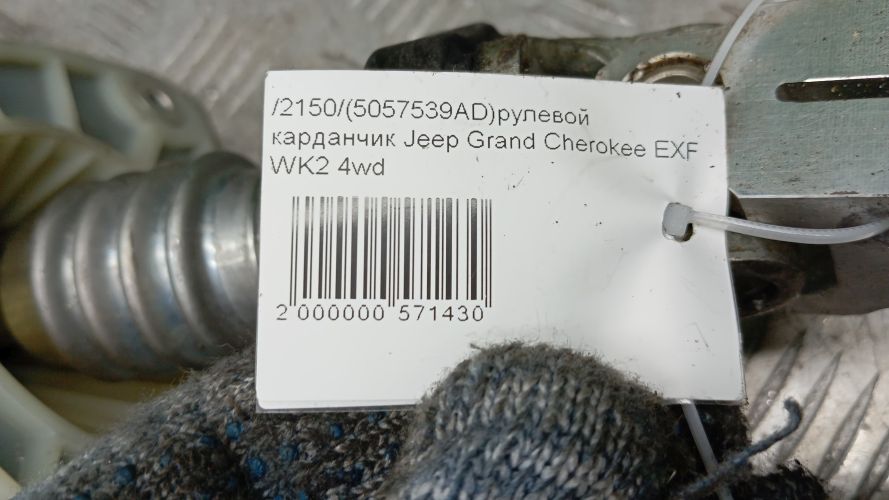 /2150/(5057539AD)рулевой
карданчик Jeep Grand Cherokee EXF
WK2 4wd
2 000000 571430